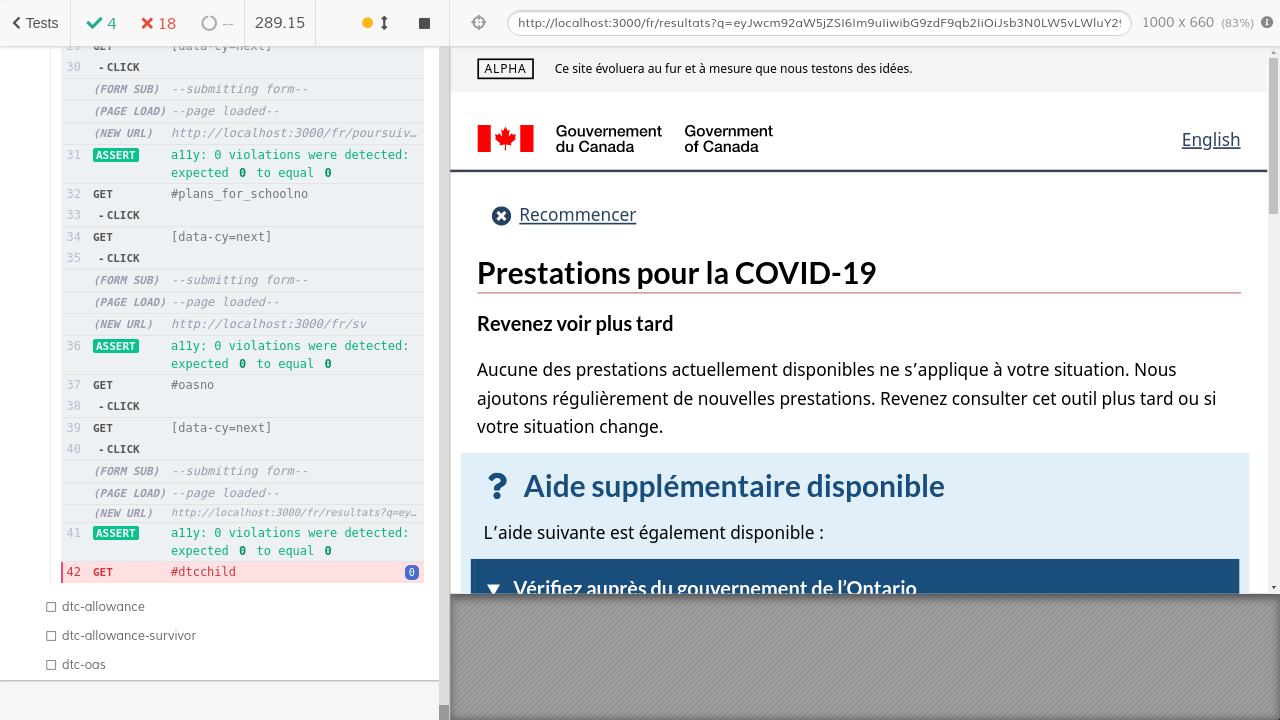 Tests
4
18
--
289.15
http://localhost:3000/fr/resultats?q=eyJwcm92aW5jZSI6Im9uIiwibG9zdF9qb2IiOiJsb3N0LW5vLWluY29
1000 x 660 (83%)
29 GET [data-cy=next]
30 -CLICK
(FORM SUB) --submitting form--
(PAGE LOAD) --page loaded--
(NEW URL) http://localhost:3000/fr/poursuiv…
31 ASSERT a11y: 0 violations were detected:
expected 0 to equal 0
32 GET #plans_for_schoolno
33 -CLICK
34 GET [data-cy=next]
35 -CLICK
(FORM SUB) --submitting form--
(PAGE LOAD) --page loaded--
(NEW URL) http://localhost:3000/fr/sv
36 ASSERT a11y: 0 violations were detected:
expected 0 to equal 0
37 GET #oasno
38 -CLICK
39 GET [data-cy=next]
40 -CLICK
(FORM SUB) --submitting form--
(PAGE LOAD) --page loaded--
(NEW URL) http://localhost:3000/fr/resultats?q=ey…
41 ASSERT a11y: 0 violations were detected:
expected 0 to equal 0
42 GET #dtcchild 0
dtc-allowance
dtc-allowance-survivor
dtc-oas
ALPHA Ce site évoluera au fur et à mesure que nous testons des idées.
Gouvernement Government
du Canada of Canada
English
Recommencer
Prestations pour la COVID-19
Revenez voir plus tard
Aucune des prestations actuellement disponibles ne s’applique à votre situation. Nous
ajoutons régulièrement de nouvelles prestations. Revenez consulter cet outil plus tard ou si
votre situation change.
? Aide supplémentaire disponible
L’aide suivante est également disponible :
▼ Vérifiez auprès du gouvernement de l’Ontario